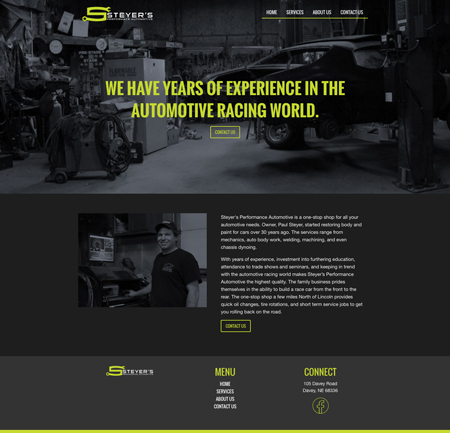 STEYER'S
PERFORMANCE AUTOMOTIVE
HOME SERVICES ABOUT US CONTACT US
WE HAVE YEARS OF EXPERIENCE IN THE
AUTOMOTIVE RACING WORLD.
CONTACT US
Steyer's Performance Automotive is a one-stop shop for all your
automotive needs. Owner, Paul Steyer, started restoring body and
paint for cars over 30 years ago. The services range from
mechanics, auto body work, welding, machining, and even
chassis dynoing.
With years of experience, investment into furthering education,
attendance to trade shows and seminars, and keeping in trend
with the automotive racing world makes Steyer's Performance
Automotive the highest quality. The family business prides
themselves in the ability to build a race car from the front to the
rear. The one-stop shop a few miles North of Lincoln provides
quick oil changes, tire rotations, and short term service jobs to get
you rolling back on the road.
CONTACT US
STEYER'S
MENU
HOME
SERVICES
ABOUT US
CONTACT US
CONNECT
105 Davey Road
Davey, NE 68336